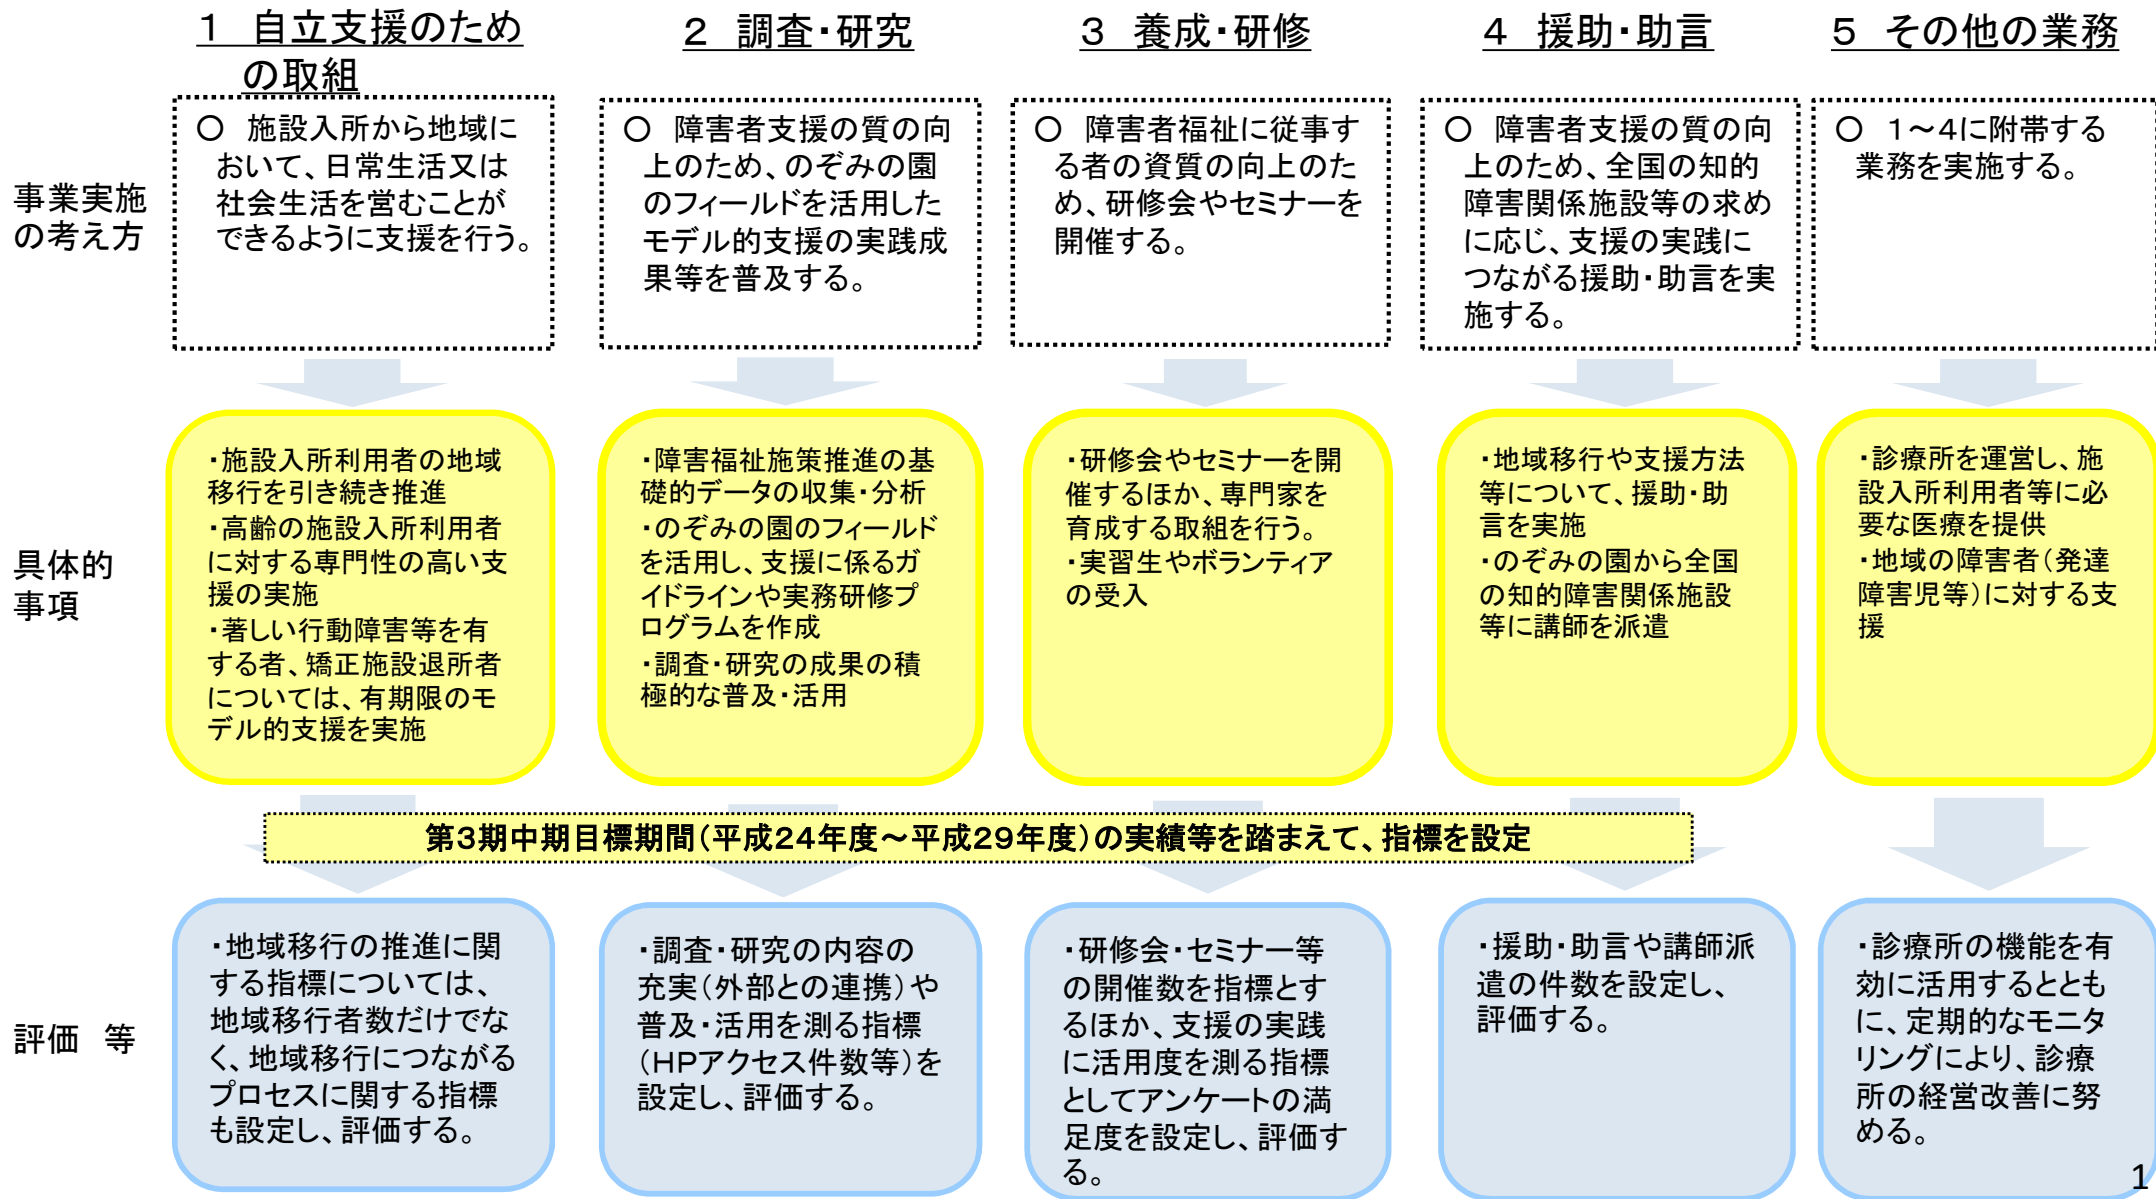 1 自立支援のため
の取組
2 調査・研究
3 養成・研修
4 援助・助言
5 その他の業務
事業実施
の考え方
○ 施設入所から地域に
おいて、日常生活又は
社会生活を営むことが
できるように支援を行う。
○ 障害者支援の質の向
上のため、のぞみの園
のフィールドを活用した
モデル的支援の実践成
果等を普及する。
○ 障害者福祉に従事す
る者の資質の向上のた
め、研修会やセミナーを
開催する。
○ 障害者支援の質の向
上のため、全国の知的
障害関係施設等の求め
に応じ、支援の実践に
つながる援助・助言を実
施する。
○ 1～4に附帯する
業務を実施する。
具体的
事項
・施設入所利用者の地域
移行を引き続き推進
・高齢の施設入所利用者
に対する専門性の高い支
援の実施
・著しい行動障害等を有
する者、矯正施設退所者
については、有期限のモ
デル的支援を実施
・障害福祉施策推進の基
礎的データの収集・分析
・のぞみの園のフィールド
を活用し、支援に係るガ
イドラインや実務研修プ
ログラムを作成
・調査・研究の成果の積
極的な普及・活用
・研修会やセミナーを開
催するほか、専門家を
育成する取組を行う。
・実習生やボランティア
の受入
・地域移行や支援方法
等について、援助・助
言を実施
・のぞみの園から全国
の知的障害関係施設
等に講師を派遣
・診療所を運営し、施
設入所利用者等に必
要な医療を提供
・地域の障害者(発達
障害児等)に対する支
援
第3期中期目標期間(平成24年度～平成29年度)の実績等を踏まえて、指標を設定
評価 等
・地域移行の推進に関
する指標については、
地域移行者数だけでな
く、地域移行につながる
プロセスに関する指標
も設定し、評価する。
・調査・研究の内容の
充実(外部との連携)や
普及・活用を測る指標
(HPアクセス件数等)を
設定し、評価する。
・研修会・セミナー等
の開催数を指標とす
るほか、支援の実践
に活用度を測る指標
としてアンケートの満
足度を設定し、評価す
る。
・援助・助言や講師派
遣の件数を設定し、
評価する。
・診療所の機能を有
効に活用するととも
に、定期的なモニタ
リングにより、診療
所の経営改善に努
める。
1